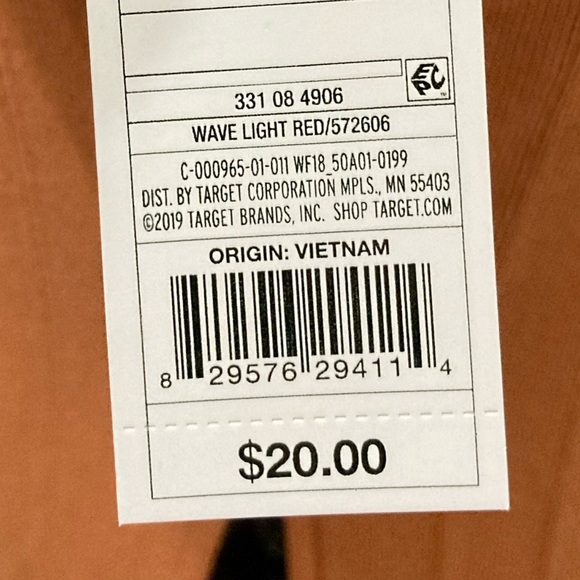 EPC
331 08 4906
WAVE LIGHT RED/572606
C-000965-01-011 WF18_50A01-0199
DIST. BY TARGET CORPORATION MPLS., MN 55403
©2019 TARGET BRANDS, INC. SHOP TARGET.COM
ORIGIN: VIETNAM
8 29576 29411 4
$20.00